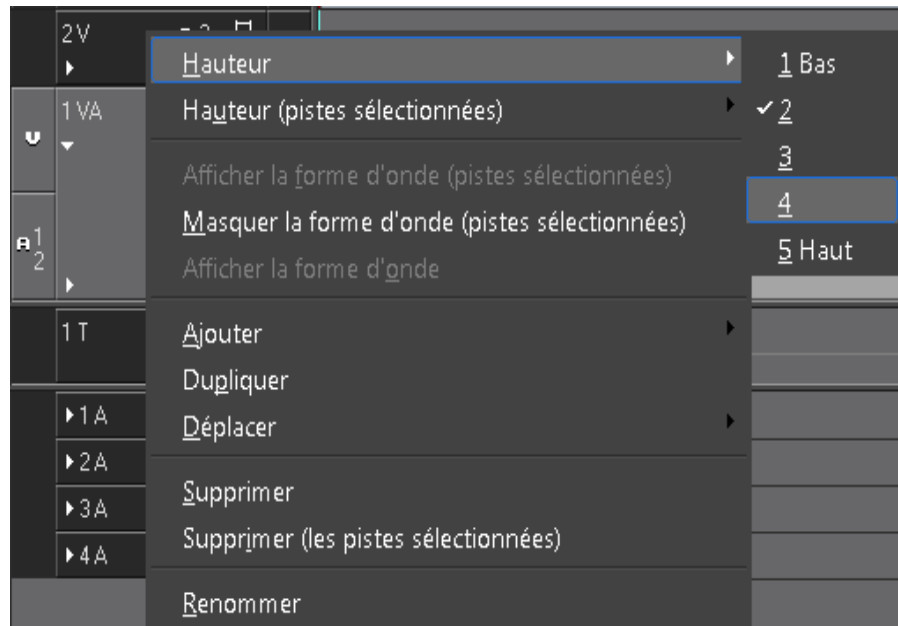 2V
Hauteur
1 Bas
1 VA
Hauteur (pistes sélectionnées)
2
3
Afficher la forme d'onde (pistes sélectionnées)
4
Masquer la forme d'onde (pistes sélectionnées)
A 1 2
5 Haut
Afficher la forme d'onde
1 T
Ajouter
Dupliquer
1 A
Déplacer
2 A
Supprimer
3 A
Supprimer (les pistes sélectionnées)
4 A
Renommer